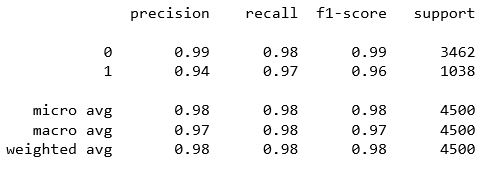 precision recall f1-score support
0 0.99 0.98 0.99 3462
1 0.94 0.97 0.96 1038
micro avg 0.98 0.98 0.98 4500
macro avg 0.97 0.98 0.97 4500
weighted avg 0.98 0.98 0.98 4500